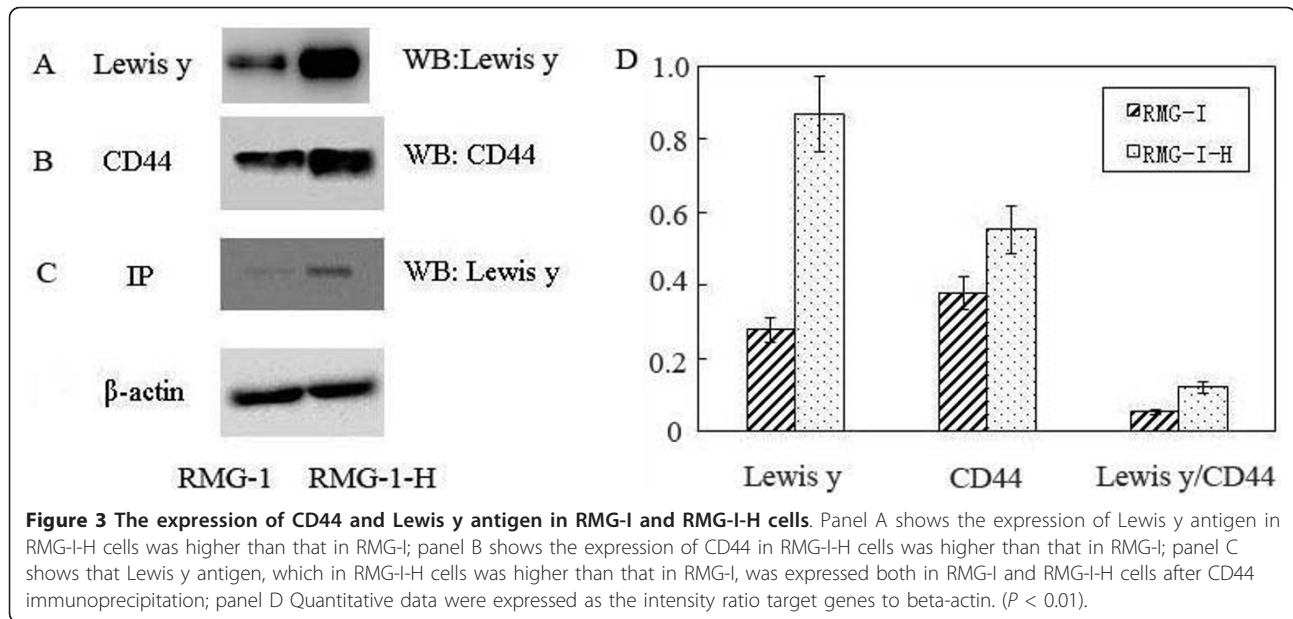 A Lewis y WB:Lewis y
B CD44 WB: CD44
C IP WB: Lewis y
β-actin
RMG-1 RMG-1-H
D
1.0
0.8
0.6
0.4
0.2
0
RMG-I
RMG-I-H
Lewis y CD44 Lewis y/CD44
Figure 3 The expression of CD44 and Lewis y antigen in RMG-I and RMG-I-H cells. Panel A shows the expression of Lewis y antigen in
RMG-I-H cells was higher than that in RMG-I; panel B shows the expression of CD44 in RMG-I-H cells was higher than that in RMG-I; panel C
shows that Lewis y antigen, which in RMG-I-H cells was higher than that in RMG-I, was expressed both in RMG-I and RMG-I-H cells after CD44
immunoprecipitation; panel D Quantitative data were expressed as the intensity ratio target genes to beta-actin. (P < 0.01).